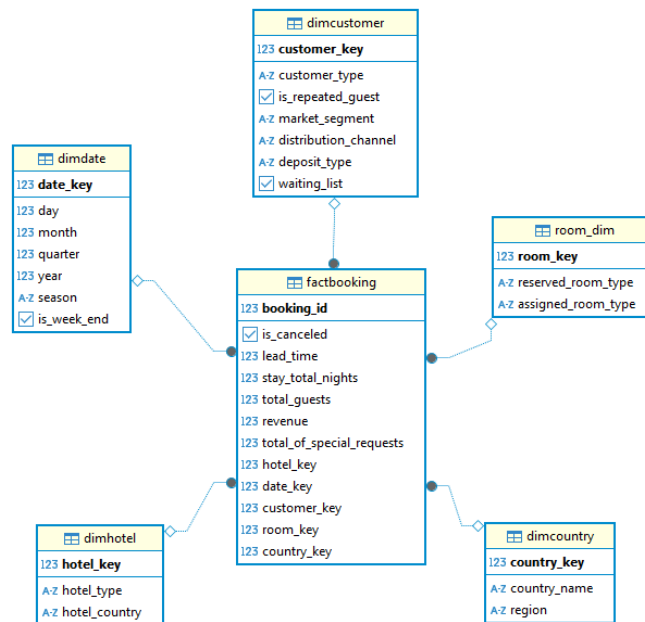 dimcustomer
123 customer_key
A-Z customer_type
is_repeated_guest
A-Z market_segment
A-Z distribution_channel
A-Z deposit_type
waiting_list
dimdate
123 date_key
123 day
123 month
123 quarter
123 year
A-Z season
is_week_end
room_dim
123 room_key
A-Z reserved_room_type
A-Z assigned_room_type
factbooking
123 booking_id
is_canceled
123 lead_time
123 stay_total_nights
123 total_guests
123 revenue
123 total_of_special_requests
123 hotel_key
123 date_key
123 customer_key
123 room_key
123 country_key
dimhotel
123 hotel_key
A-Z hotel_type
A-Z hotel_country
dimcountry
123 country_key
A-Z country_name
A-Z region